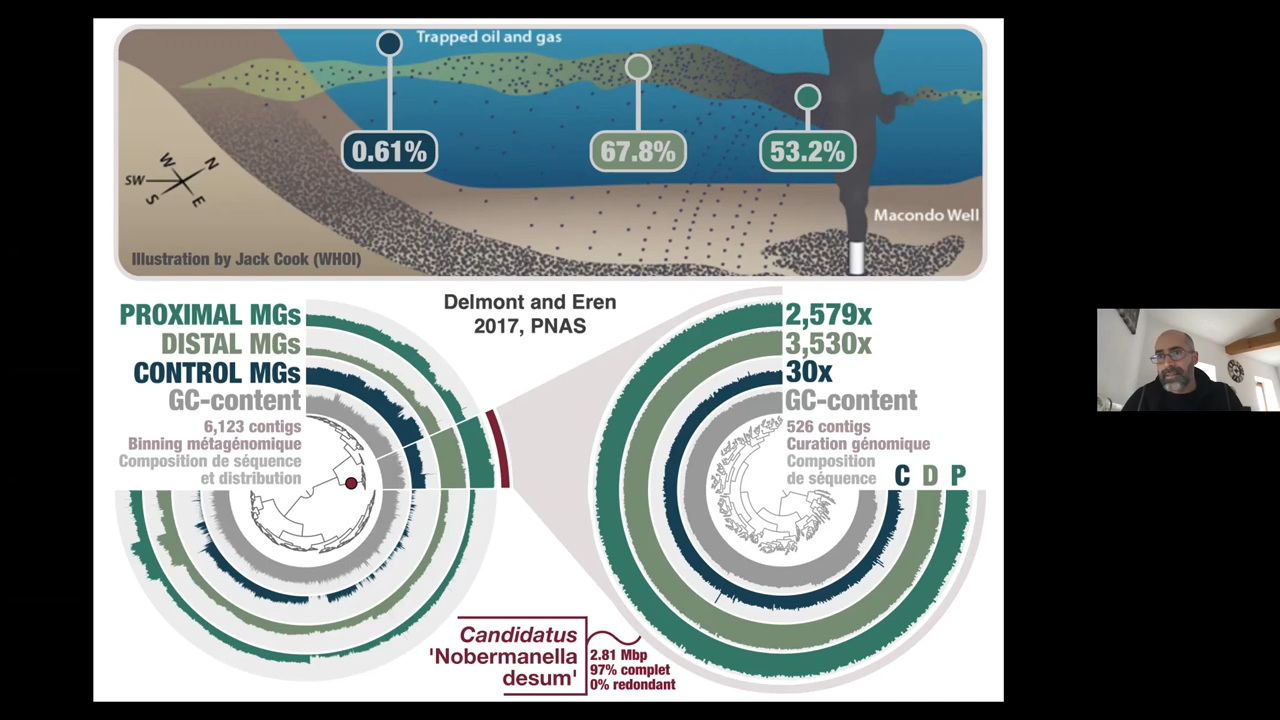 Trapped oil and gas
0.61%
67.8%
53.2%
W
N
SW
S
E
Macondo Well
Illustration by Jack Cook (WHOI)
Delmont and Eren
2017, PNAS
PROXIMAL MGs
DISTAL MGs
CONTROL MGs
GC-content
6,123 contigs
Binning métagénomique
Composition de séquence
et distribution
2,579x
3,530x
30x
GC-content
526 contigs
Curation génomique
Composition
de séquence
C D P
Candidatus
'Nobermanella
desum'
2.81 Mbp
97% complet
0% redondant